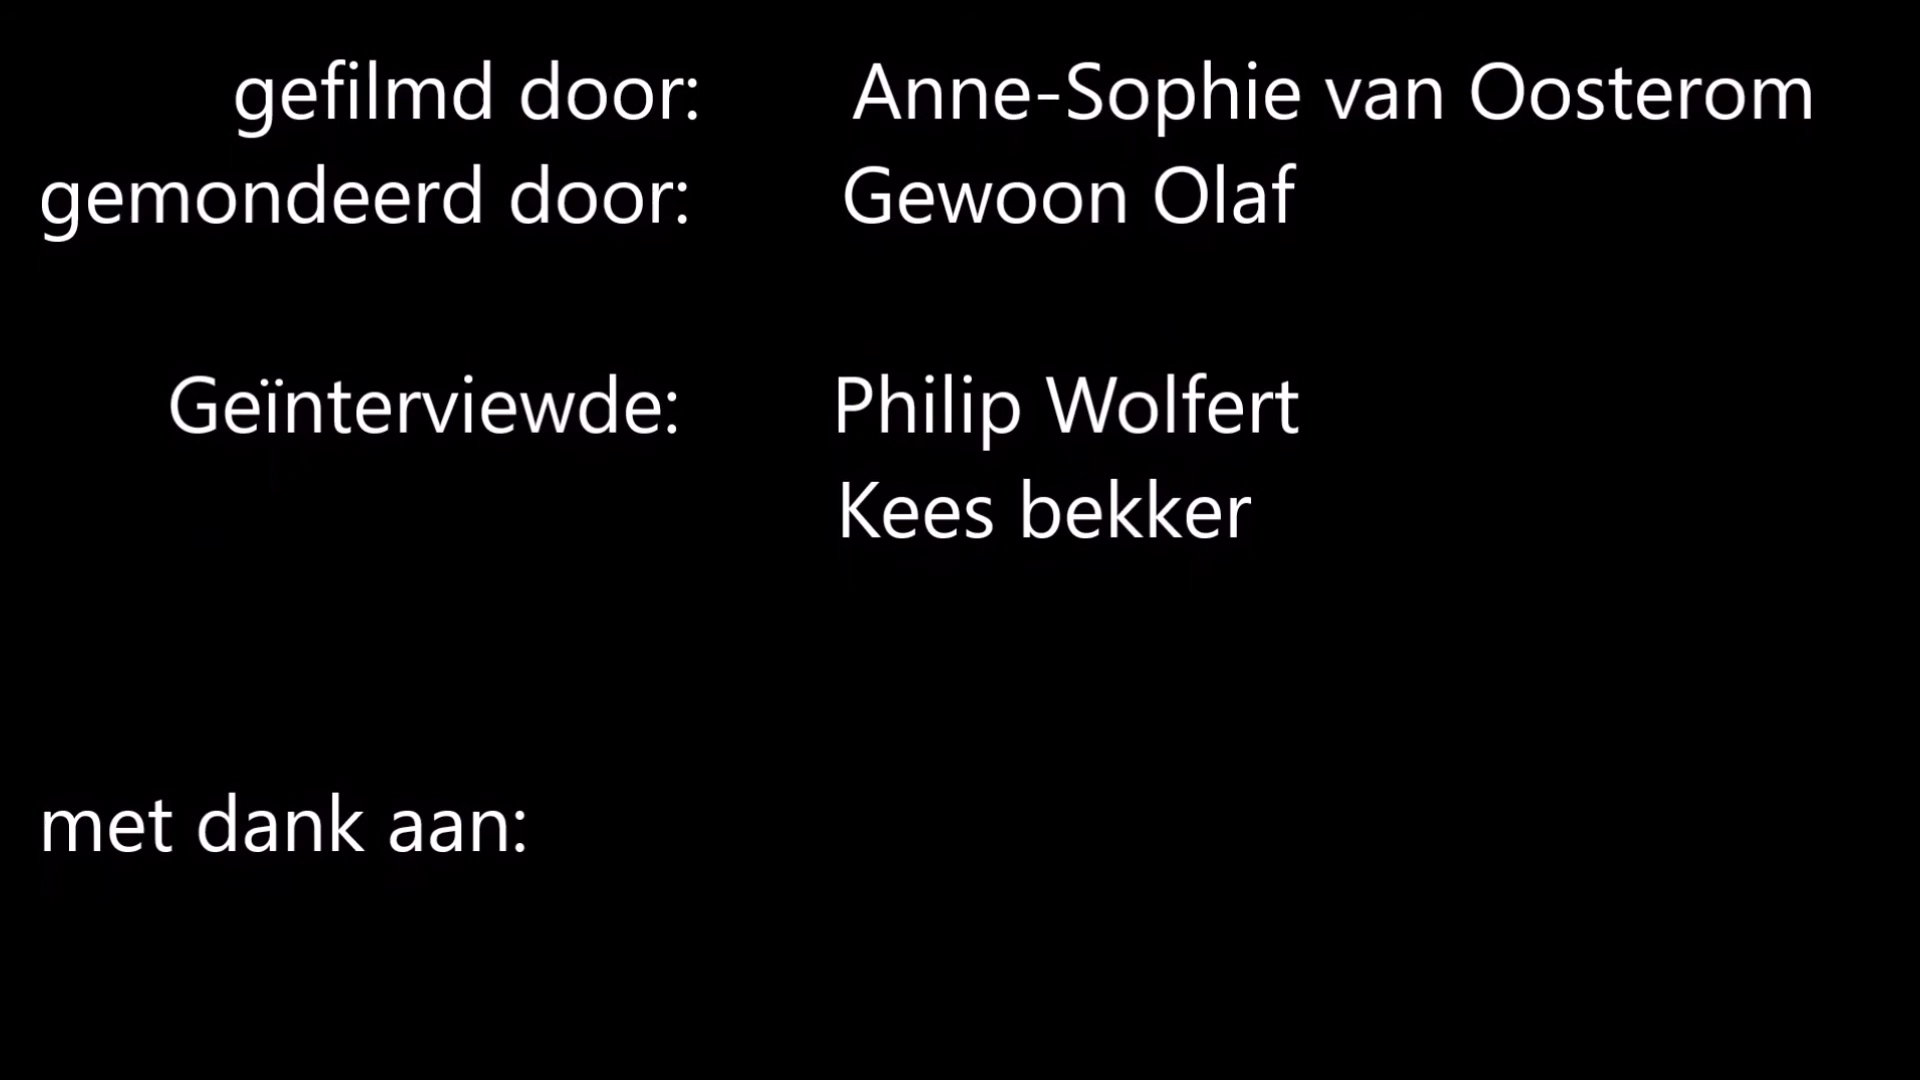 gefilmd door: Anne-Sophie van Oosterom
gemondeerd door: Gewoon Olaf
Geïnterviewde: Philip Wolfert
Kees bekker
met dank aan: